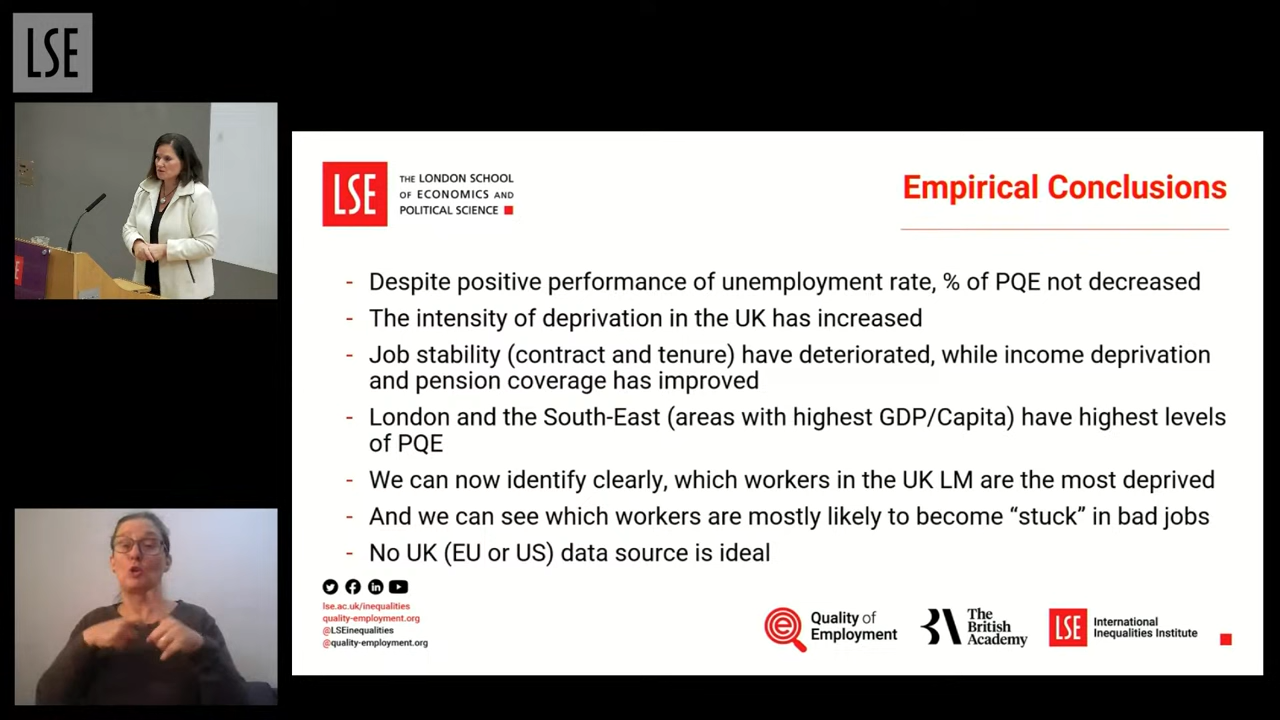 LSE
LSE
THE LONDON SCHOOL
OF ECONOMICS AND
POLITICAL SCIENCE
Empirical Conclusions
- Despite positive performance of unemployment rate, % of PQE not decreased
- The intensity of deprivation in the UK has increased
- Job stability (contract and tenure) have deteriorated, while income deprivation
and pension coverage has improved
- London and the South-East (areas with highest GDP/Capita) have highest levels
of PQE
- We can now identify clearly, which workers in the UK LM are the most deprived
- And we can see which workers are mostly likely to become “stuck” in bad jobs
- No UK (EU or US) data source is ideal
lse.ac.uk/inequalities
quality-employment.org
@LSEinequalities
@quality-employment.org
Quality of
Employment
The
British
Academy
LSE
International
Inequalities Institute